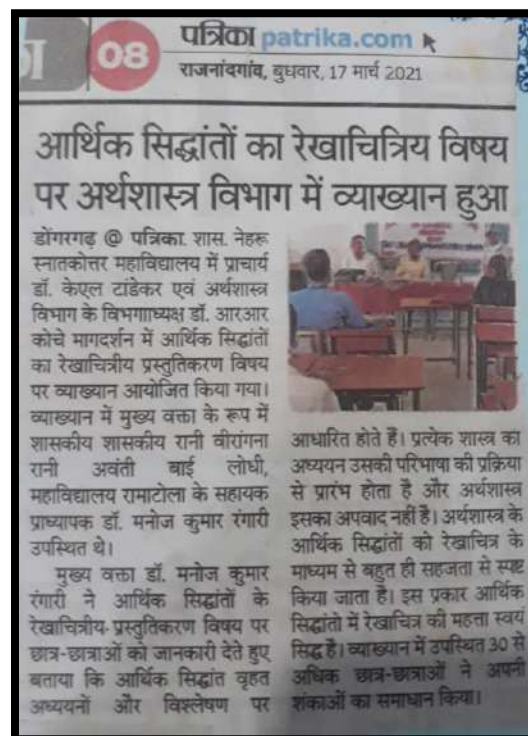 08
पत्रिका patrika.com
राजनांदगांव, बुधवार, 17 मार्च 2021
आर्थिक सिद्धांतों का रेखाचित्रिय विषय
पर अर्थशास्त्र विभाग में व्याख्यान हुआ
डोंगरगढ़ @ पत्रिका. शास. नेहरू
स्नातकोत्तर महाविद्यालय में प्राचार्य
डॉ. केएल टांडेकर एवं अर्थशास्त्र
विभाग के विभगााध्यक्ष डॉ. आरआर
कोचे मागदर्शन में आर्थिक सिद्धांतों
का रेखाचित्रीय प्रस्तुतिकरण विषय
पर व्याख्यान आयोजित किया गया।
व्याख्यान में मुख्य वक्ता के रूप में
शासकीय शासकीय रानी वीरांगना
रानी अवंती बाई लोधी,
महाविद्यालय रामाटोला के सहायक
प्राध्यापक डॉ. मनोज कुमार रंगारी
उपस्थित थे।
मुख्य वक्ता डॉ. मनोज कुमार
रंगारी ने आर्थिक सिद्धांतों के
रेखाचित्रीय प्रस्तुतिकरण विषय पर
छात्र-छात्राओं को जानकारी देते हुए
बताया कि आर्थिक सिद्धांत वृहत
अध्ययनों और विश्लेषण पर
आधारित होते हैं। प्रत्येक शास्त्र का
अध्ययन उसकी परिभाषा की प्रक्रिया
से प्रारंभ होता है और अर्थशास्त्र
इसका अपवाद नहीं है। अर्थशास्त्र के
आर्थिक सिद्धांतों को रेखाचित्र के
माध्यम से बहुत ही सहजता से स्पष्ट
किया जाता है। इस प्रकार आर्थिक
सिद्धांतो में रेखाचित्र की महत्ता स्वयं
सिद्ध है। व्याख्यान में उपस्थित 30 से
अधिक छात्र-छात्राओं ने अपनी
शंकाओं का समाधान किया।